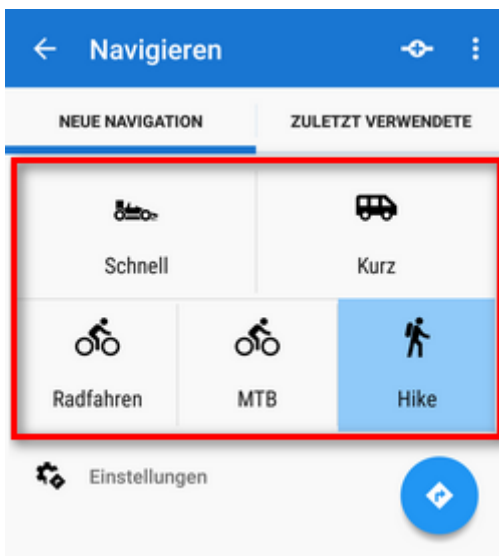 Navigieren
NEUE NAVIGATION ZULETZT VERWENDETE
Schnell Kurz
Radfahren MTB Hike
Einstellungen